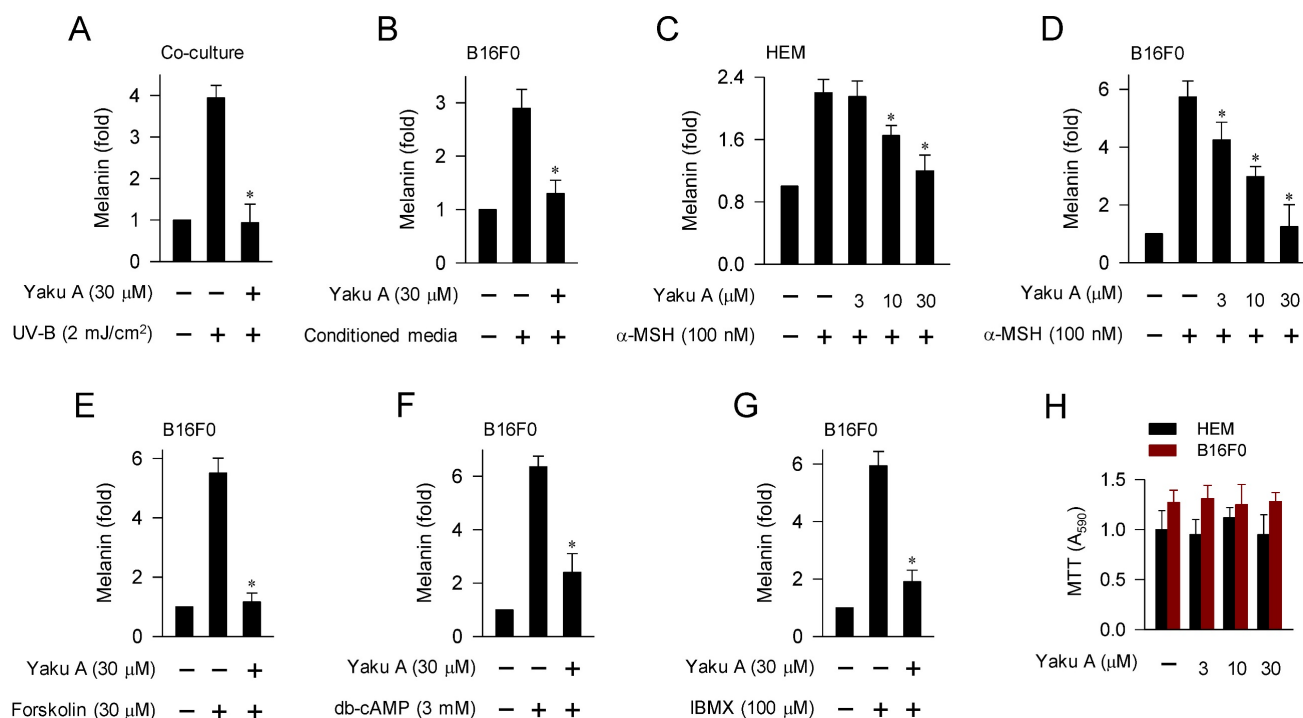 A
Co-culture
Melanin (fold)
4
3
2
1
0
*
Yaku A (30 μM) − − +
UV-B (2 mJ/cm²) − + +
B
B16F0
Melanin (fold)
3
2
1
0
*
Yaku A (30 μM) − − +
Conditioned media − + +
C
HEM
Melanin (fold)
2.4
1.6
0.8
0.0
*
*
Yaku A (μM) − − 3 10 30
α-MSH (100 nM) − + + + +
D
B16F0
Melanin (fold)
6
4
2
0
*
*
*
Yaku A (μM) − − 3 10 30
α-MSH (100 nM) − + + + +
E
B16F0
Melanin (fold)
6
4
2
0
*
Yaku A (30 μM) − − +
Forskolin (30 μM) − + +
F
B16F0
Melanin (fold)
6
4
2
0
*
Yaku A (30 μM) − − +
db-cAMP (3 mM) − + +
G
B16F0
Melanin (fold)
6
4
2
0
*
Yaku A (30 μM) − − +
IBMX (100 μM) − + +
H
HEM
B16F0
MTT (A₅₉₀)
1.5
1.0
0.5
0.0
Yaku A (μM) − 3 10 30